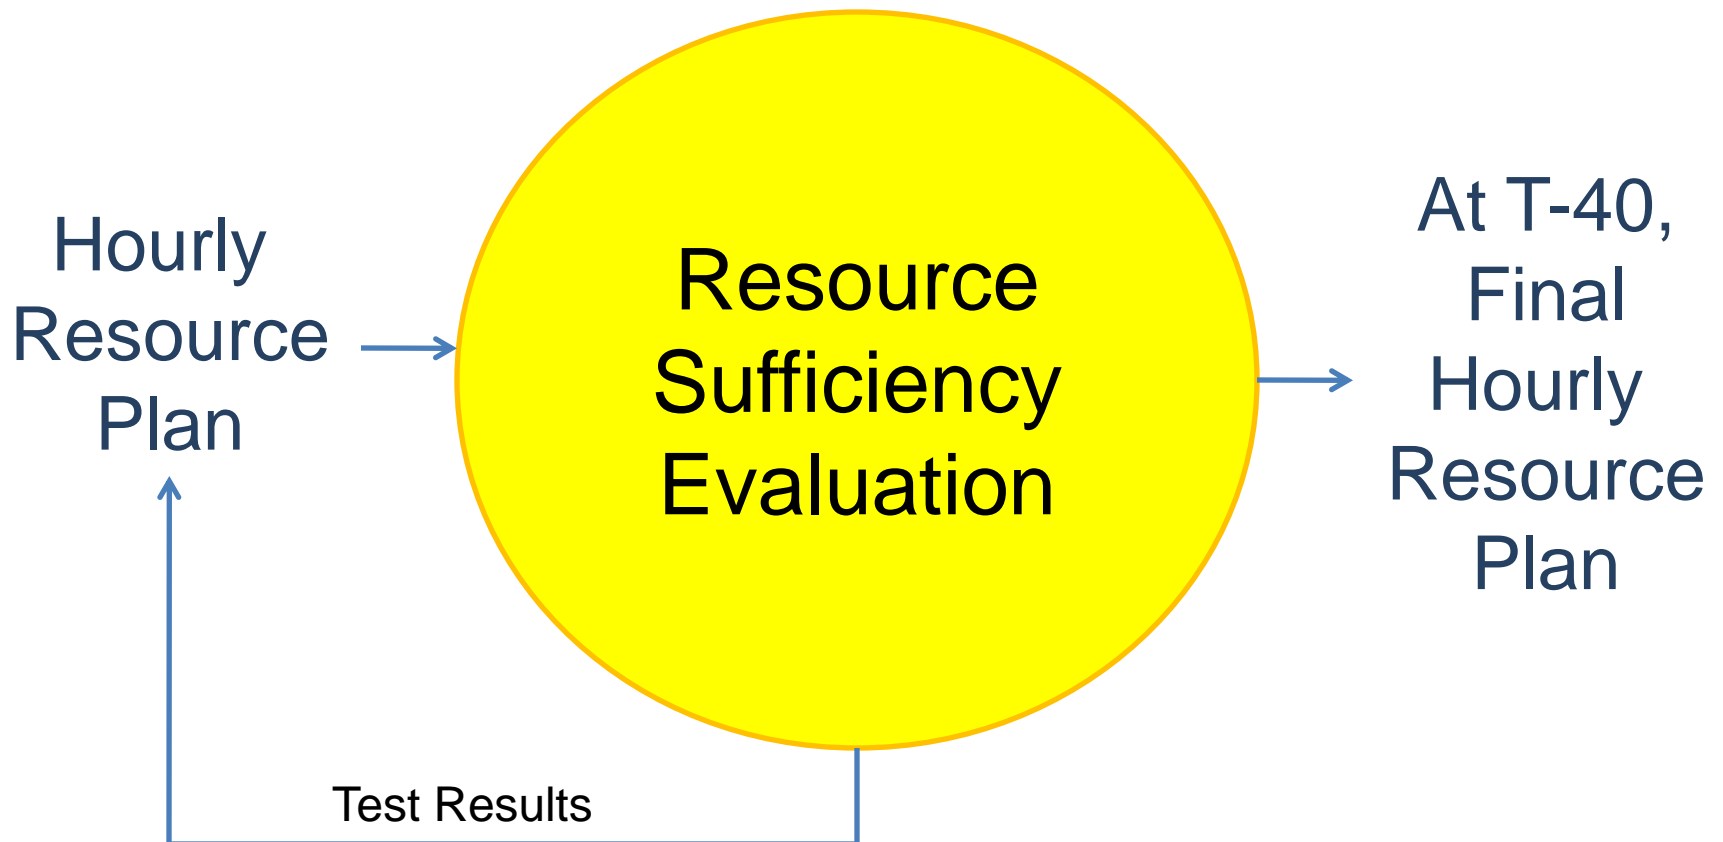 Hourly
Resource
Plan
Resource
Sufficiency
Evaluation
At T-40,
Final
Hourly
Resource
Plan
Test Results